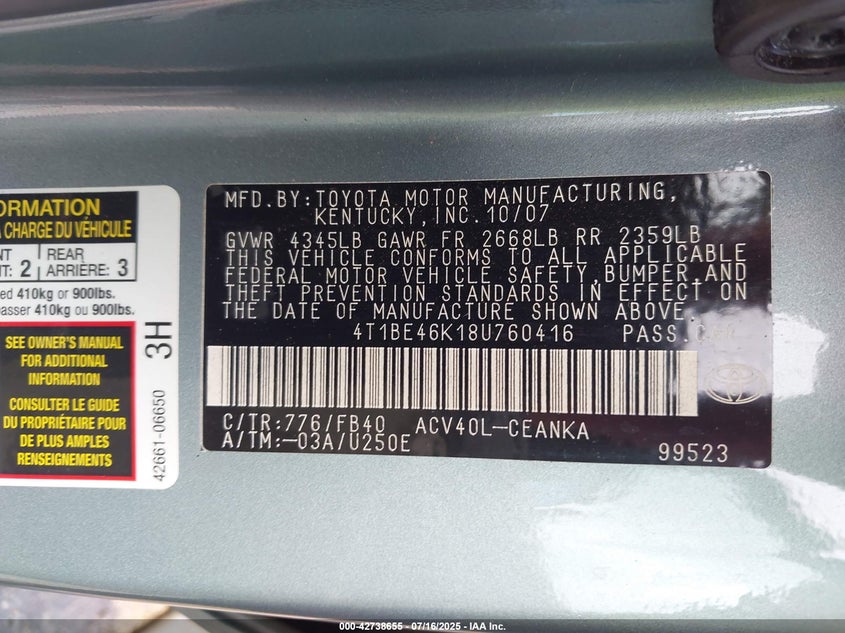 ORMATION
A CHARGE DU VÉHICULE
NT : 2 REAR ARRIÈRE: 3
ed 410kg or 900lbs.
asser 410kg ou 900lbs.
SEE OWNER'S MANUAL
FOR ADDITIONAL
INFORMATION
CONSULTER LE GUIDE
DU PROPRIÉTAIRE POUR
DE PLUS AMPLES
RENSEIGNEMENTS
3H
42661-06650
MFD.BY:TOYOTA MOTOR MANUFACTURING,
KENTUCKY,INC.10/07
GVWR 4345LB GAWR FR 2668LB RR 2359LB
THIS VEHICLE CONFORMS TO ALL APPLICABLE
FEDERAL MOTOR VEHICLE SAFETY,BUMPER,AND
THEFT PREVENTION STANDARDS IN EFFECT ON
THE DATE OF MANUFACTURE SHOWN ABOVE.
4T1BE46K18U760416 PASS.
C/TR:776/FB40 ACV40L-CEANKA
A/TM:-03A/U250E
99523
000-42738655 - 07/16/2025 - IAA Inc.